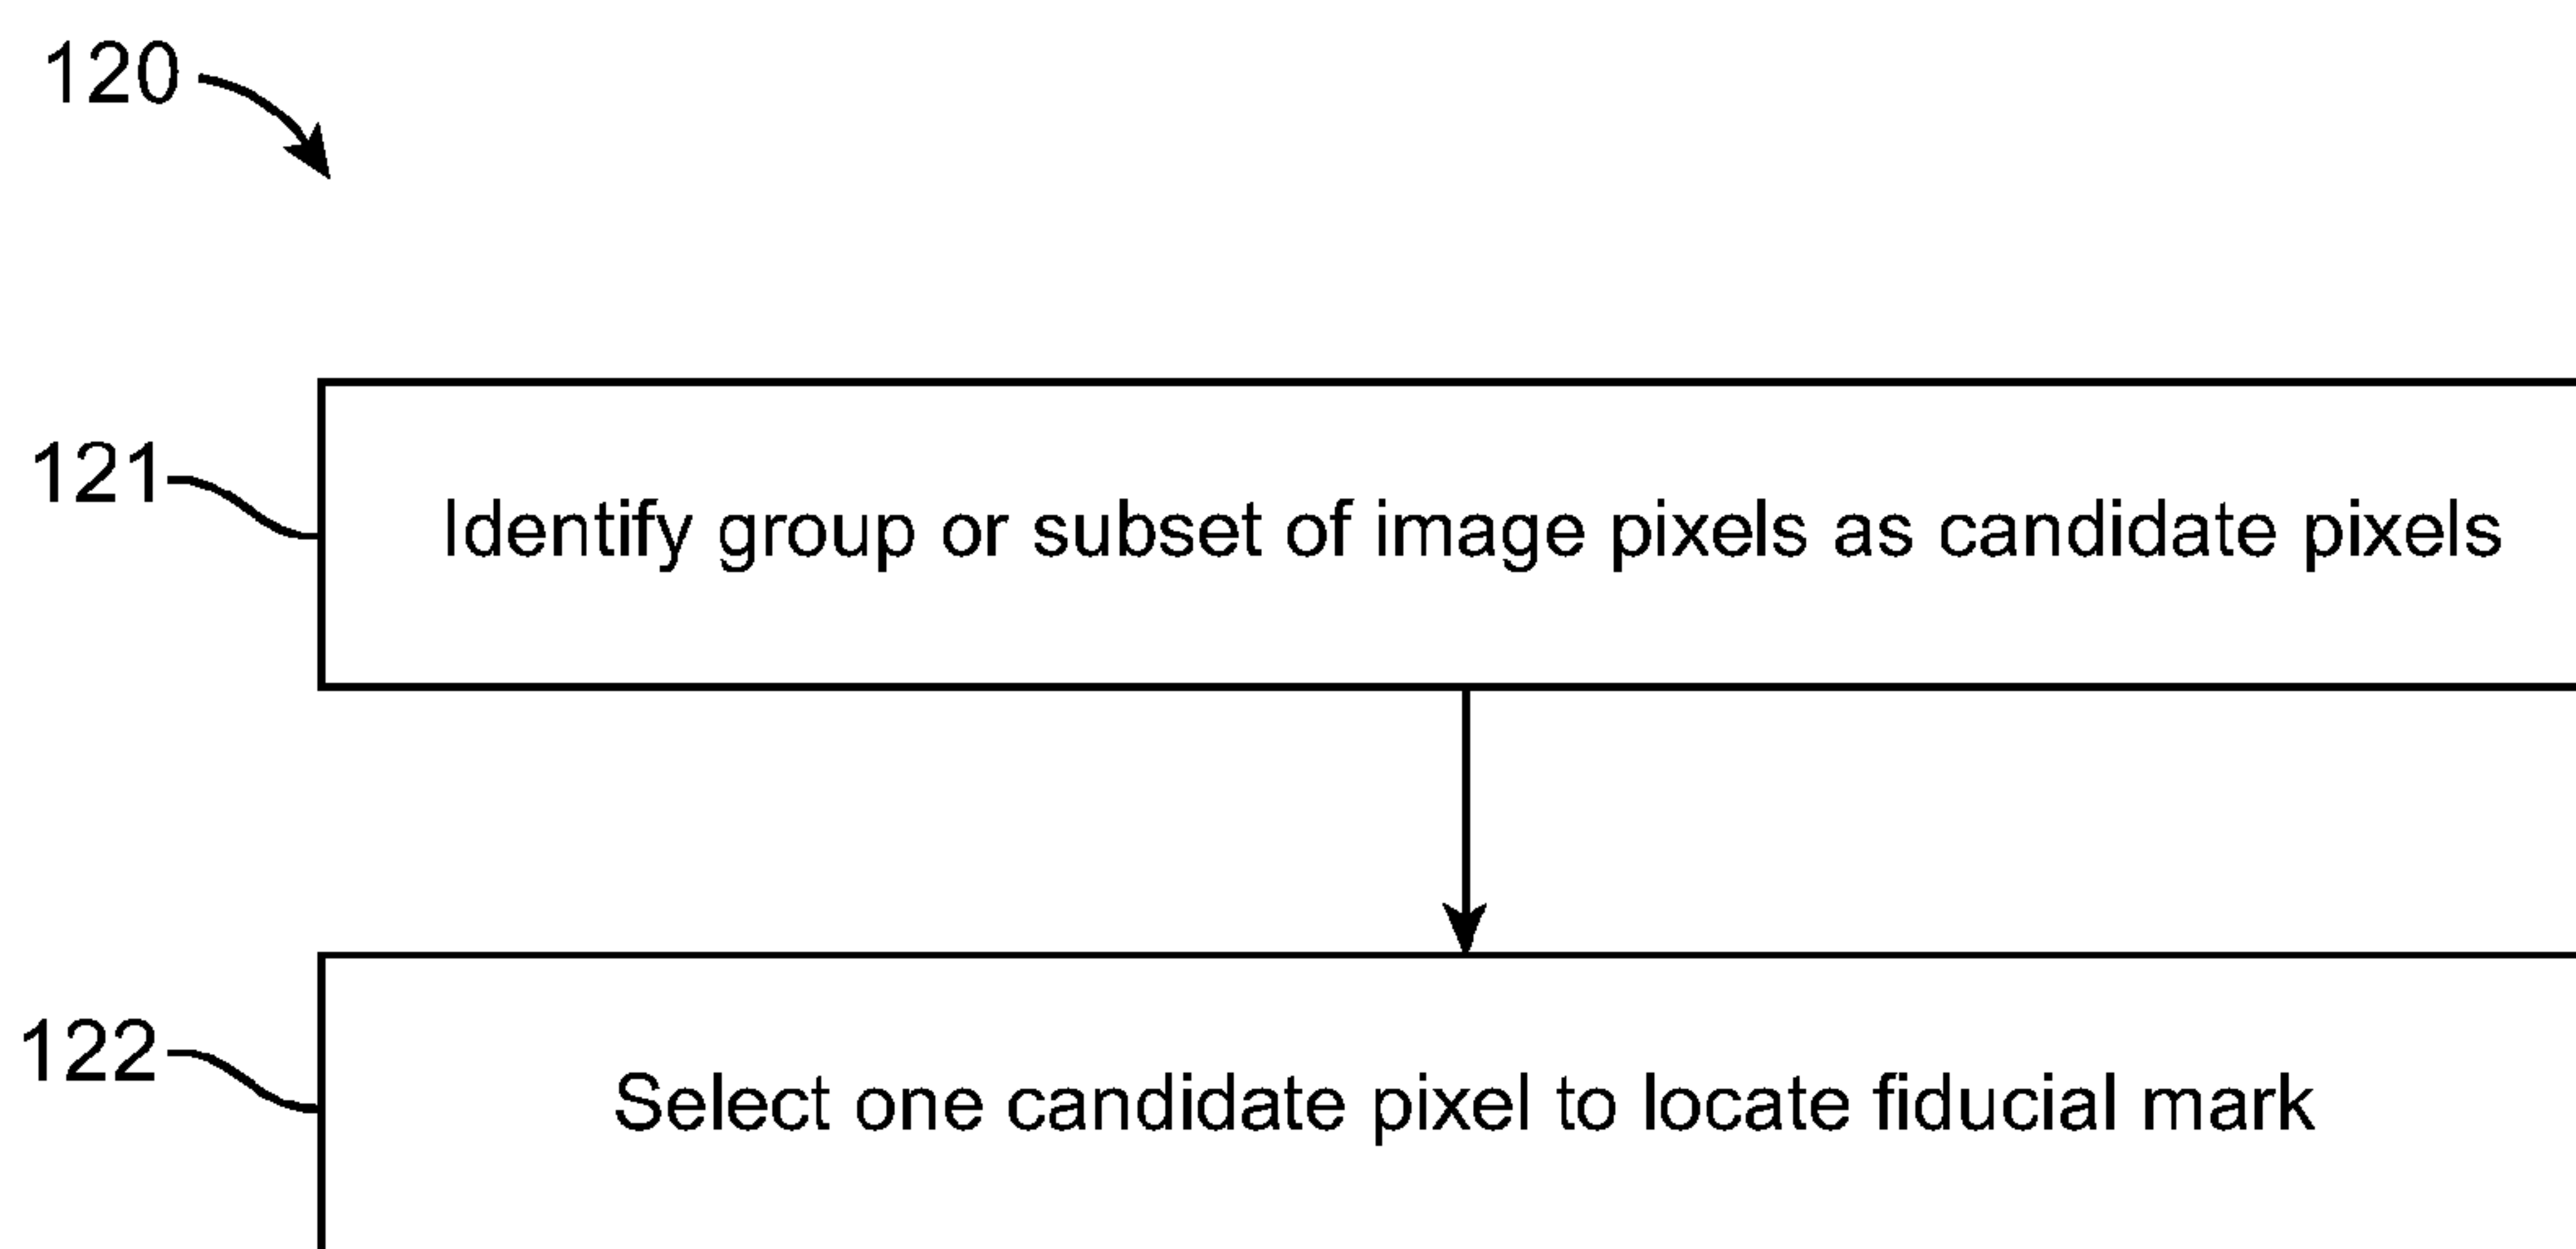 120
121
Identify group or subset of image pixels as candidate pixels
122
Select one candidate pixel to locate fiducial mark